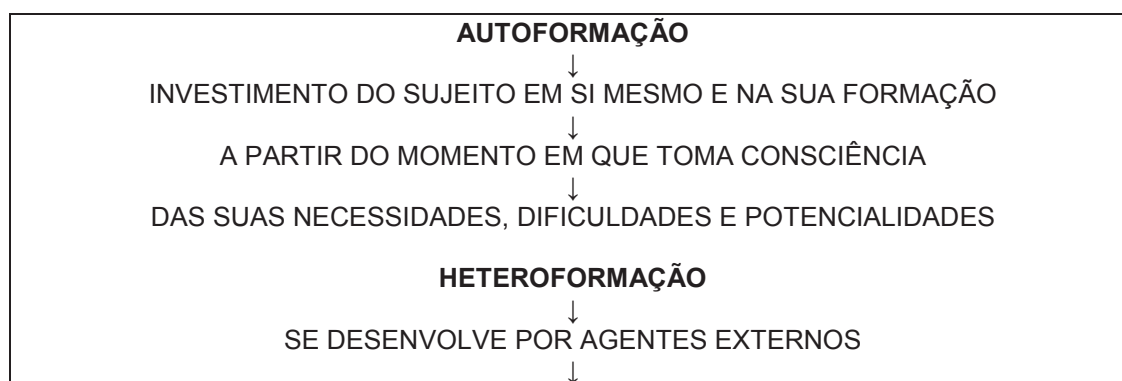 AUTOFORMAÇÃO
↓
INVESTIMENTO DO SUJEITO EM SI MESMO E NA SUA FORMAÇÃO
↓
A PARTIR DO MOMENTO EM QUE TOMA CONSCIÊNCIA
↓
DAS SUAS NECESSIDADES, DIFICULDADES E POTENCIALIDADES
HETEROFORMAÇÃO
↓
SE DESENVOLVE POR AGENTES EXTERNOS
↓